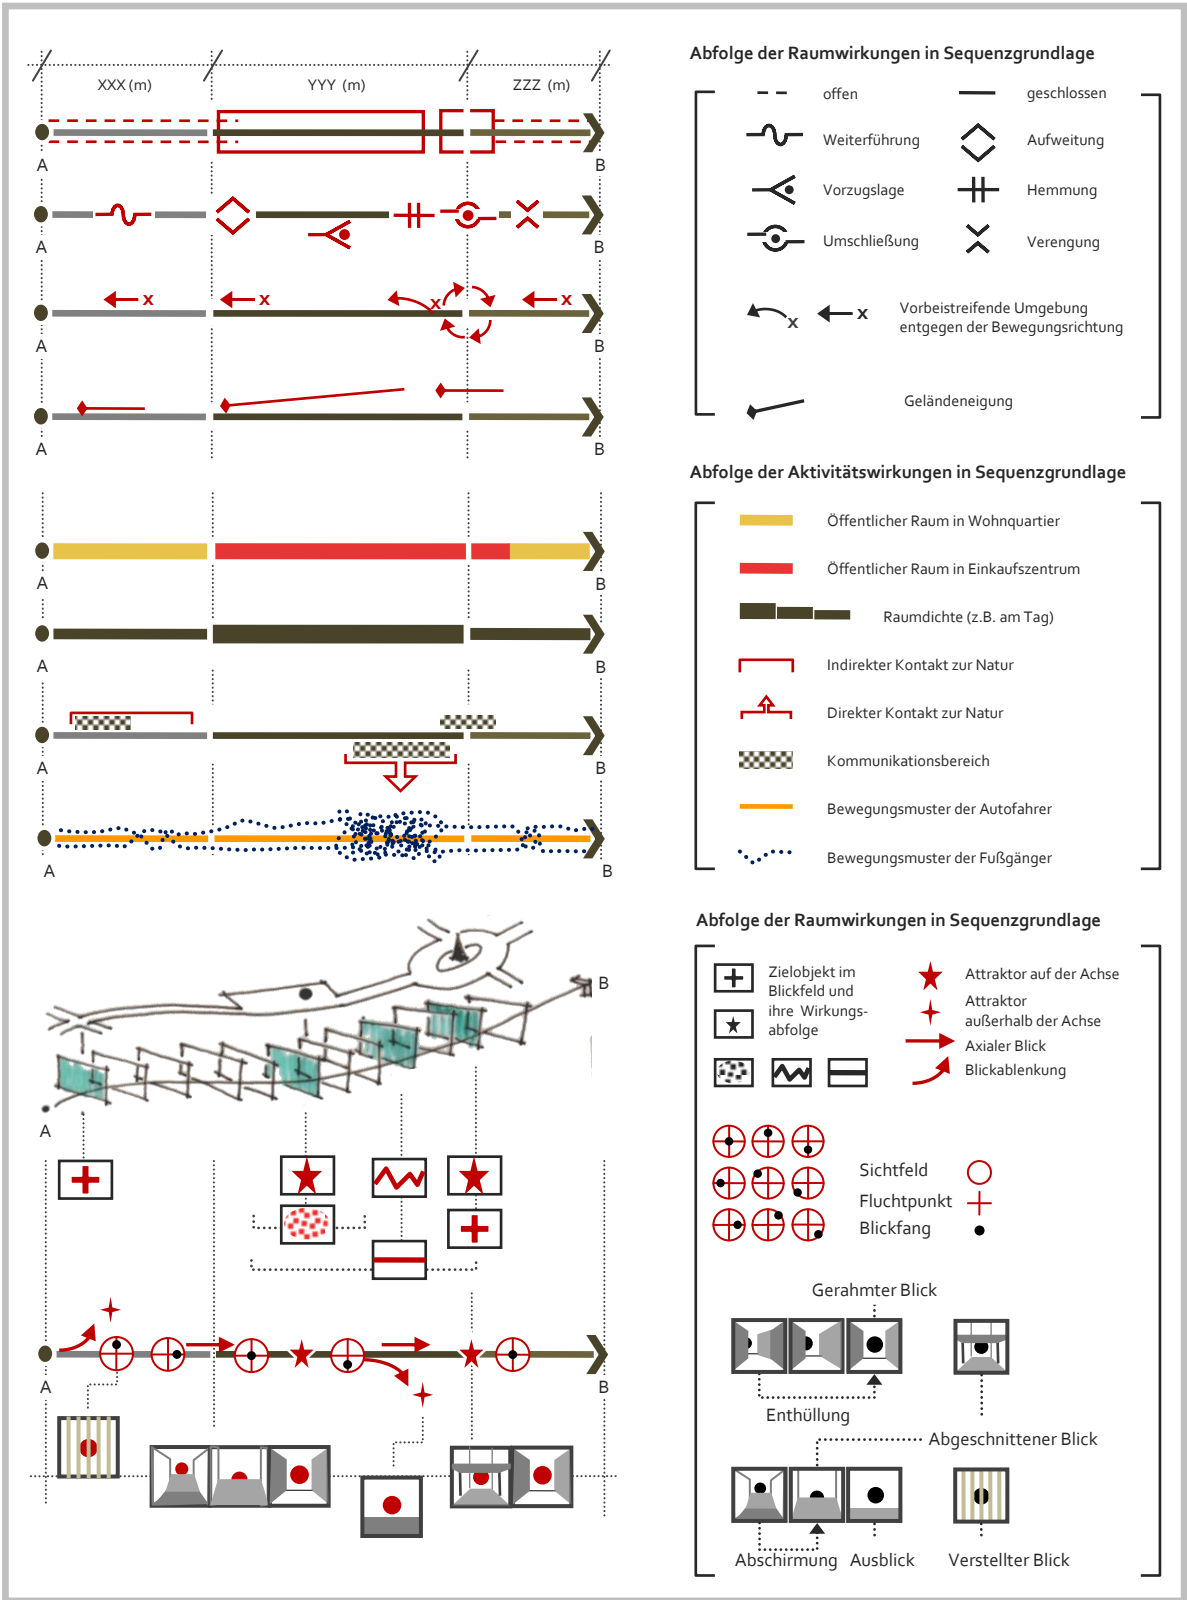 XXX (m)
YYY (m)
ZZZ (m)
A
B
A
B
A
B
A
B
A
B
A
B
A
B
A
B
B
A
A
B
Abfolge der Raumwirkungen in Sequenzgrundlage
offen
geschlossen
Weiterführung
Aufweitung
Vorzugslage
Hemmung
Umschließung
Verengung
x
x
x
x
x
x
Vorbeistreifende Umgebung
entgegen der Bewegungsrichtung
Geländeneigung
Abfolge der Aktivitätswirkungen in Sequenzgrundlage
Öffentlicher Raum in Wohnquartier
Öffentlicher Raum in Einkaufszentrum
Raumdichte (z.B. am Tag)
Indirekter Kontakt zur Natur
Direkter Kontakt zur Natur
Kommunikationsbereich
Bewegungsmuster der Autofahrer
Bewegungsmuster der Fußgänger
Abfolge der Raumwirkungen in Sequenzgrundlage
Zielobjekt im
Blickfeld und
ihre Wirkungs-
abfolge
Attraktor auf der Achse
Attraktor
außerhalb der Achse
Axialer Blick
Blickablenkung
Sichtfeld
Fluchtpunkt
Blickfang
Gerahmter Blick
Enthüllung
Abgeschnittener Blick
Abschirmung
Ausblick
Verstellter Blick